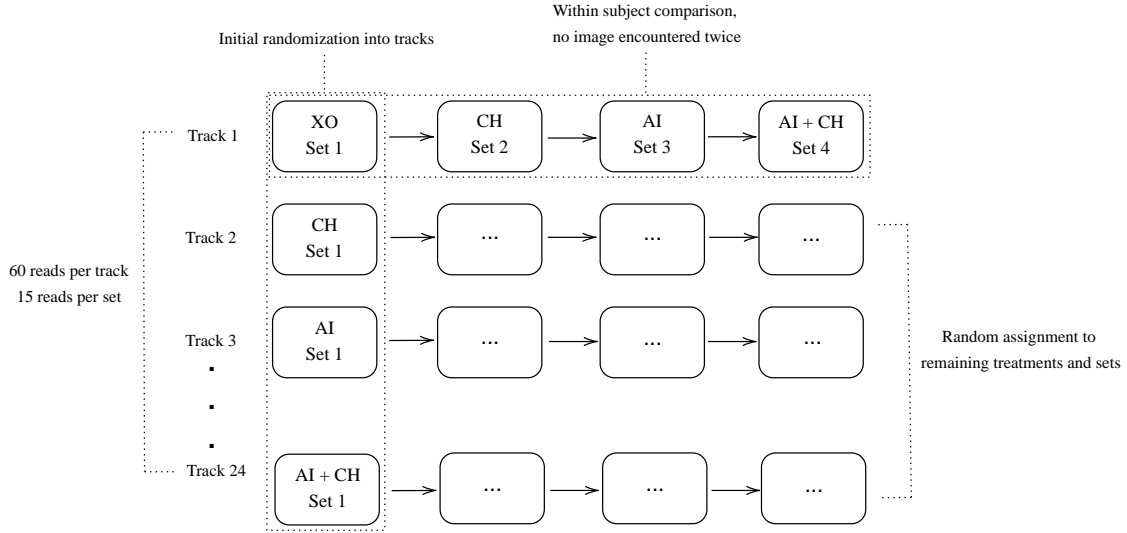 Within subject comparison,
no image encountered twice
Initial randomization into tracks
Track 1
XO
Set 1
CH
Set 2
AI
Set 3
AI + CH
Set 4
Track 2
CH
Set 1
...
...
...
60 reads per track
15 reads per set
Track 3
AI
Set 1
...
...
...
Random assignment to
remaining treatments and sets
.
.
.
Track 24
AI + CH
Set 1
...
...
...